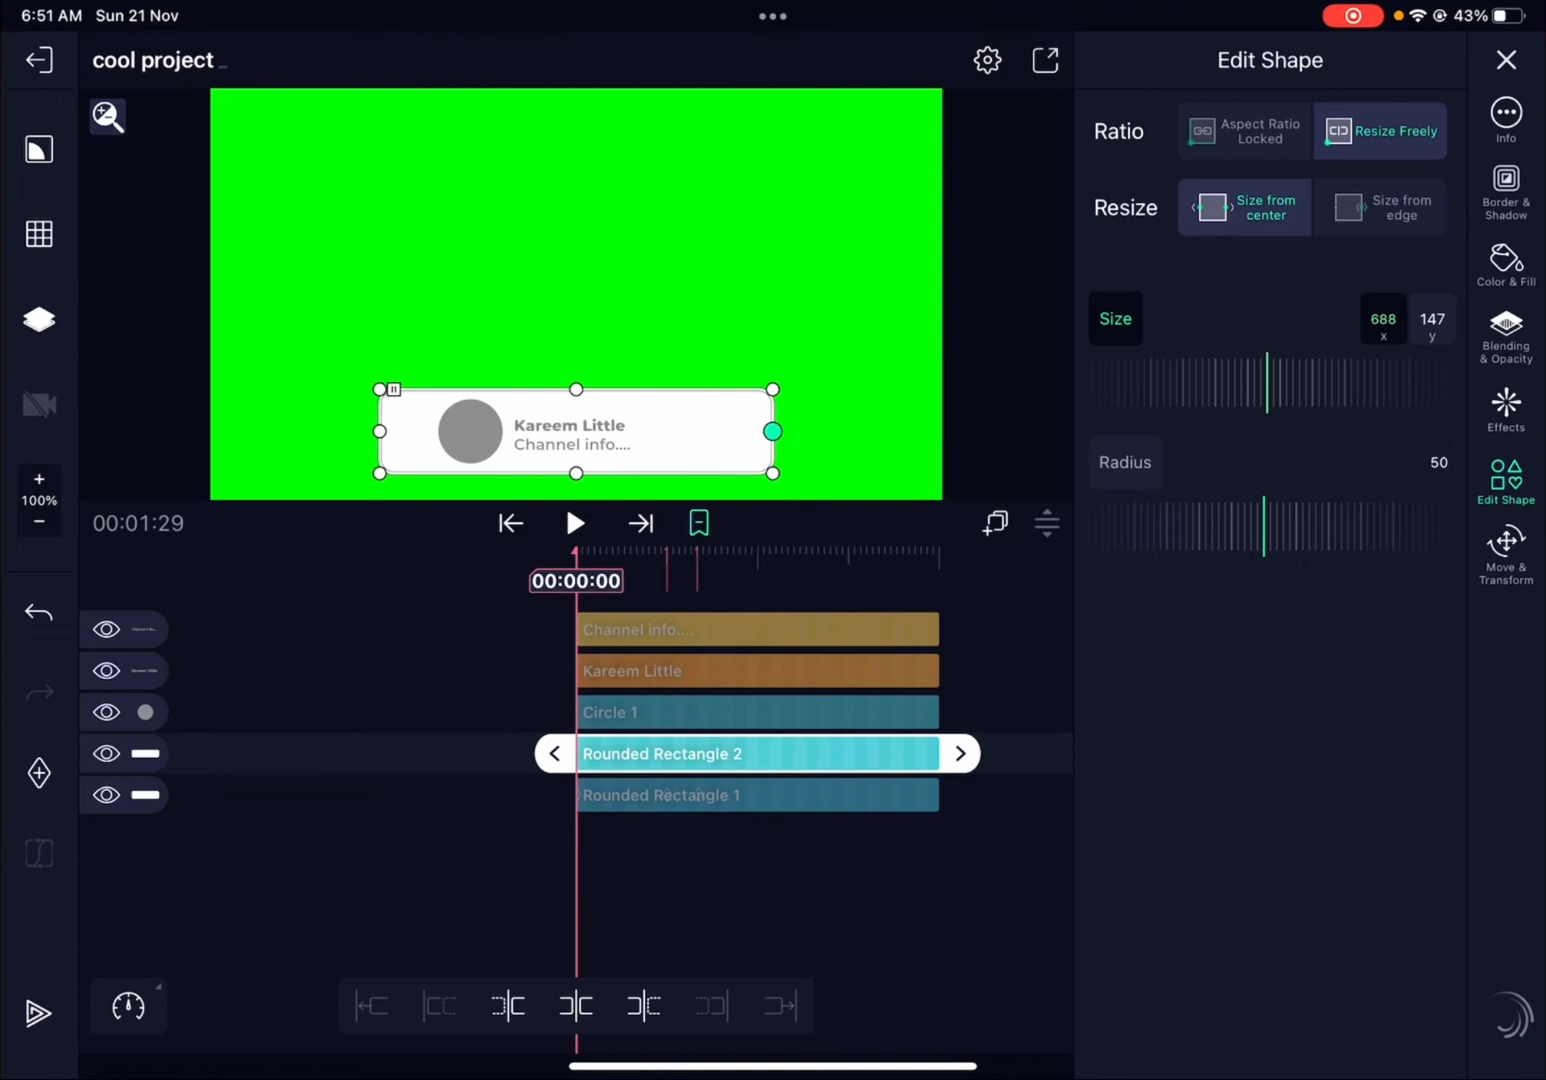 6:51 AM Sun 21 Nov
43%
cool project _
Edit Shape
Ratio
Aspect Ratio
Locked
Resize Freely
Resize
Size from
center
Size from
edge
Size
688
x
147
y
Radius
50
Info
Border &
Shadow
Color & Fill
Blending
& Opacity
Effects
Edit Shape
Move &
Transform
Kareem Little
Channel info....
+
100%
−
00:01:29
00:00:00
Channel info....
Kareem Little
Circle 1
Rounded Rectangle 2
Rounded Rectangle 1